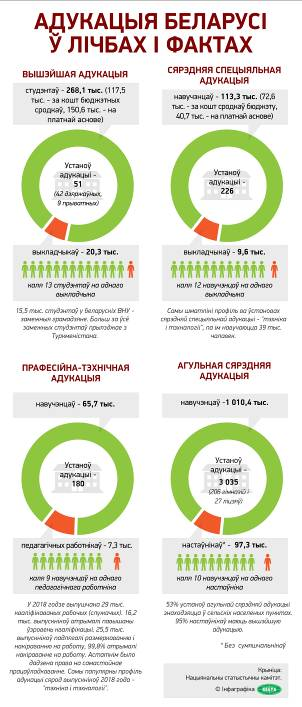 АДУКАЦЫЯ БЕЛАРУСІ
Ў ЛІЧБАХ І ФАКТАХ
ВЫШЭЙШАЯ АДУКАЦЫЯ
студэнтаў - 268,1 тыс. (117,5
тыс. - за кошт бюджэтных
сродкаў, 150,6 тыс. - на
платнай аснове)
Устаноў
адукацыі -
51
(42 дзяржаўных,
9 прыватных)
выкладчыкаў - 20,3 тыс.
каля 13 студэнтаў на аднаго
выкладчыка
15,5 тыс. студэнтаў у беларускіх ВНУ -
замежныя грамадзяне. Больш за ўсё
замежных студэнтаў прыехала з
Туркменістана.
СЯРЭДНЯЯ СПЕЦЫЯЛЬНАЯ
АДУКАЦЫЯ
навучэнцаў - 113,3 тыс. (72,6
тыс. - за кошт сродкаў бюджэту,
40,7 тыс. - на платнай аснове)
Устаноў
адукацыі -
226
выкладчыкаў - 9,6 тыс.
каля 12 навучэнцаў на аднаго
выкладчыка
Самы шматлікі профіль ва ўстановах
сярэдняй спецыяльнай адукацыі - "тэхніка
і тэхналогіі", па ім навучаюцца 39 тыс.
чалавек.
ПРАФЕСІЙНА-ТЭХНІЧНАЯ
АДУКАЦЫЯ
навучэнцаў - 65,7 тыс.
Устаноў
адукацыі -
180
педагагічных работнікаў - 7,3 тыс.
каля 9 навучэнцаў на аднаго
педагагічнага работніка
У 2018 годзе выпушчана 29 тыс.
кваліфікаваных рабочых (служачых). 16,2
тыс. выпускнікоў атрымалі павышаны
ўзровень кваліфікацыі. 25,5 тыс.
выпускнікоў падлягалі размеркаванню і
накіраванню на работу, 99,8% атрымалі
накіраванне на работу. Астатнім было
дадзена права на самастойнае
працаўладкаванне. Самы папулярны профіль
адукацыі сярод выпускнікоў 2018 года -
"тэхніка і тэхналогіі".
АГУЛЬНАЯ СЯРЭДНЯЯ
АДУКАЦЫЯ
навучэнцаў -1 010,4 тыс.
Устаноў
адукацыі -
3 035
(206 гімназій і
27 ліцэяў)
настаўнікаў* - 97,3 тыс.
каля 10 навучэнцаў на аднаго
настаўніка
53% устаноў агульнай сярэдняй адукацыі
знаходзяцца ў сельскіх населеных пунктах.
95% настаўнікаў маюць вышэйшую
адукацыю.
* Без сумяшчальнікаў
Крыніца:
Нацыянальны статыстычны камітэт.
© Інфаграфіка БЕЛТА